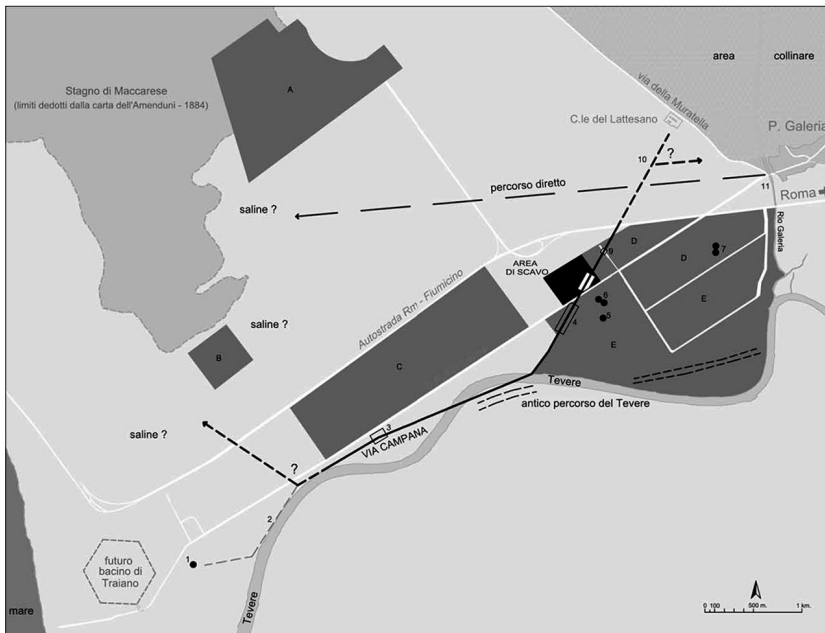 area collinare
Stagno di Maccarese
(limiti dedotti dalla carta dell'Amenduni - 1884)
A
via della Muratella
C.le del Lattesano
P. Galeria
?
10
percorso diretto
11
Roma
saline ?
Rio Galeria
D
9
7
D
AREA
DI SCAVO
Autostrada Rm - Fiumicino
6
E
5
4
saline ?
B
C
E
Tevere
antico percorso del Tevere
saline ?
3
VIA CAMPANA
?
2
1
futuro
bacino di
Traiano
Tevere
mare
0 100 500 m. 1 km.